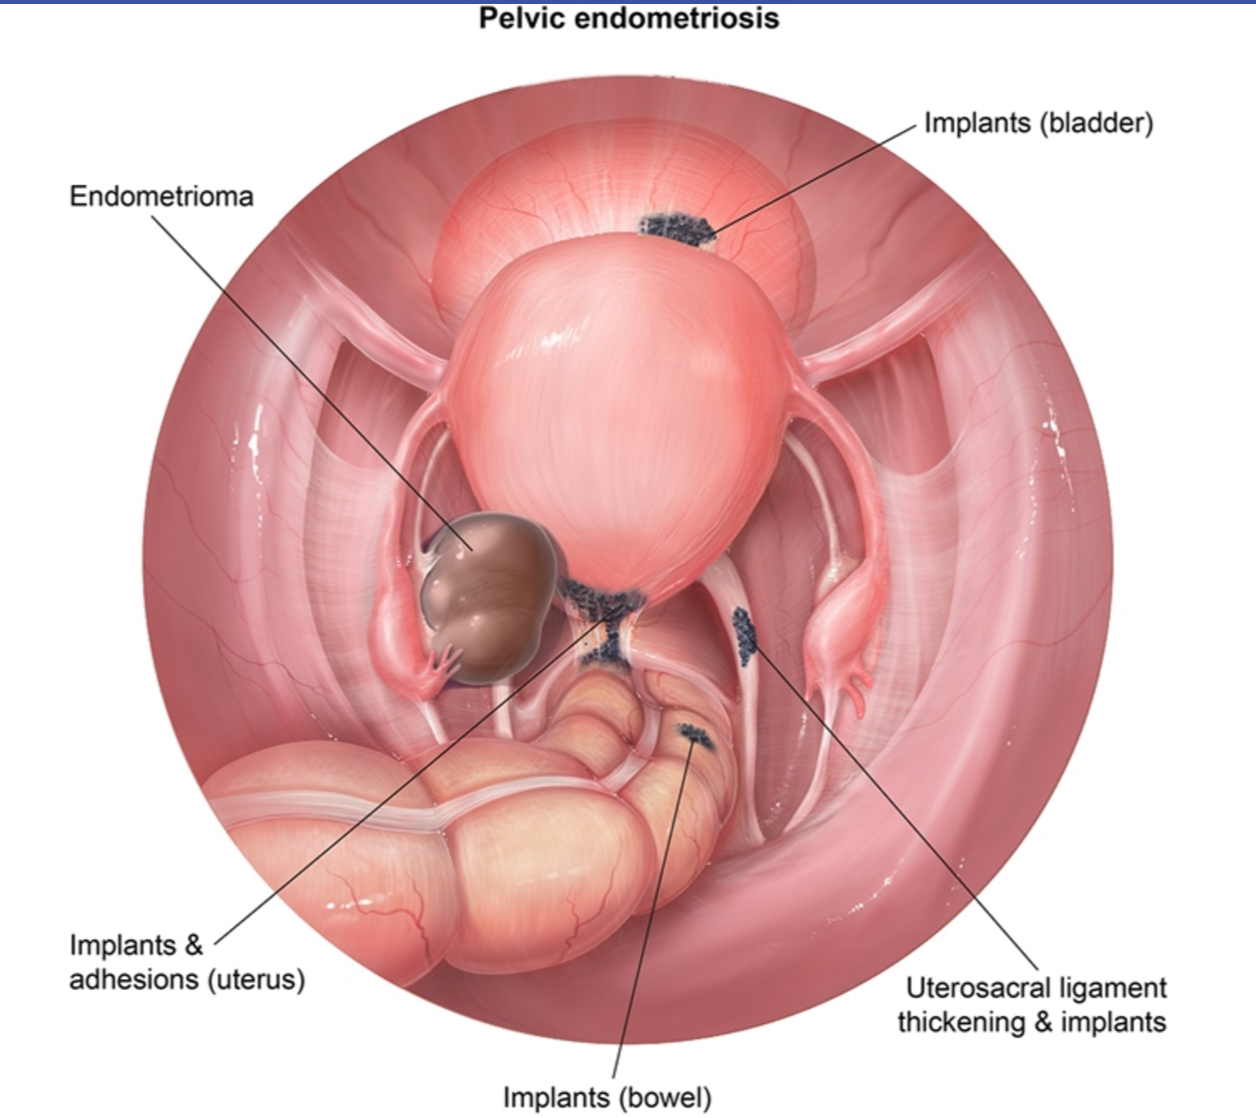 Pelvic endometriosis
Implants (bladder)
Endometrioma
Implants &
adhesions (uterus)
Uterosacral ligament
thickening & implants
Implants (bowel)